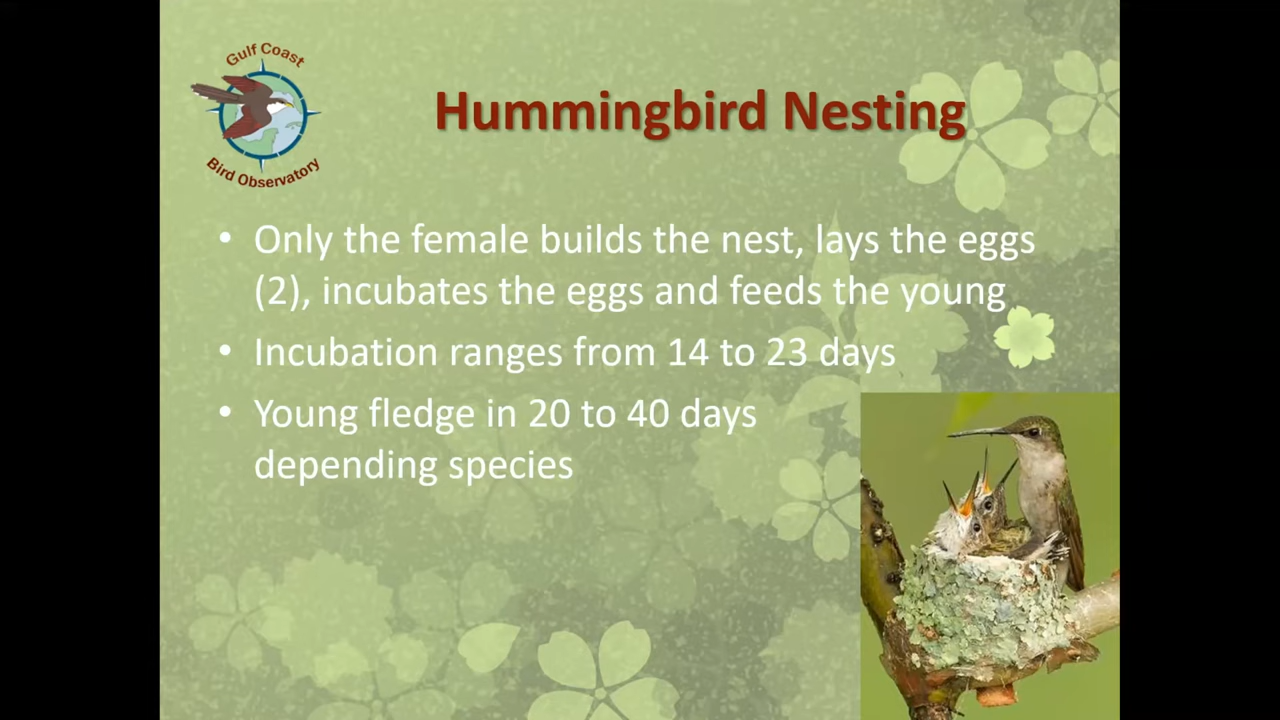 Gulf Coast
Bird Observatory
Hummingbird Nesting
• Only the female builds the nest, lays the eggs
(2), incubates the eggs and feeds the young
• Incubation ranges from 14 to 23 days
• Young fledge in 20 to 40 days
depending species